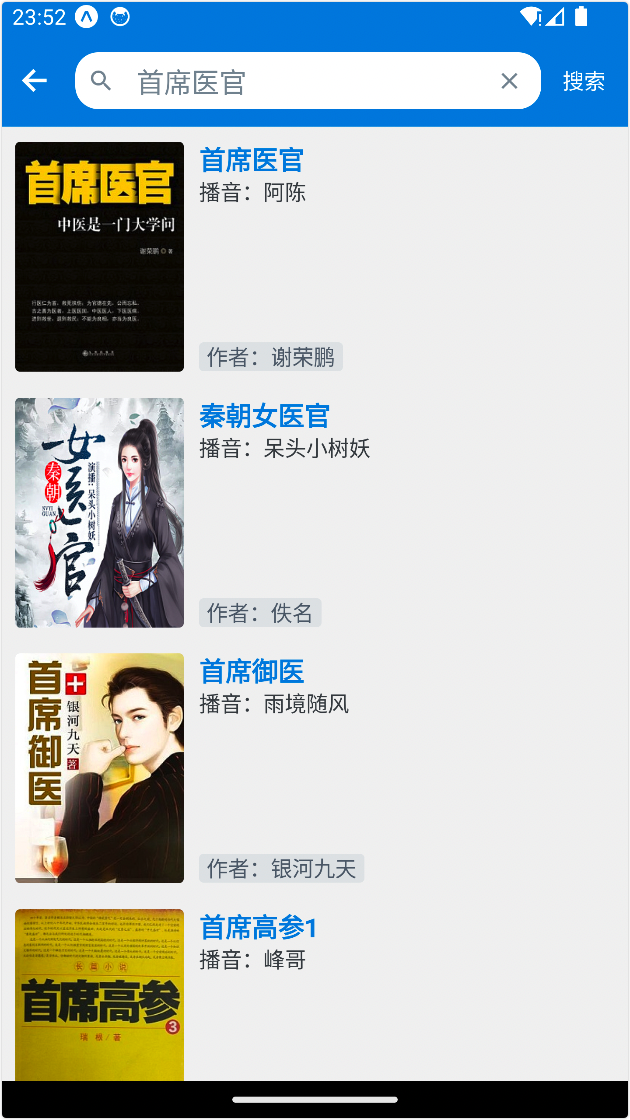 23:52
首席医官
搜索
首席医官
中医是一门大学问
谢荣鹏 ◎ 著
首席医官
播音：阿陈
作者：谢荣鹏
女医官
秦朝
NVYI
GUAN
演播：呆头小树妖
秦朝女医官
播音：呆头小树妖
作者：佚名
首席御医
银河九天
著
首席御医
播音：雨境随风
作者：银河九天
长篇小说
首席高参
3
瑞根/著
首席高参1
播音：峰哥